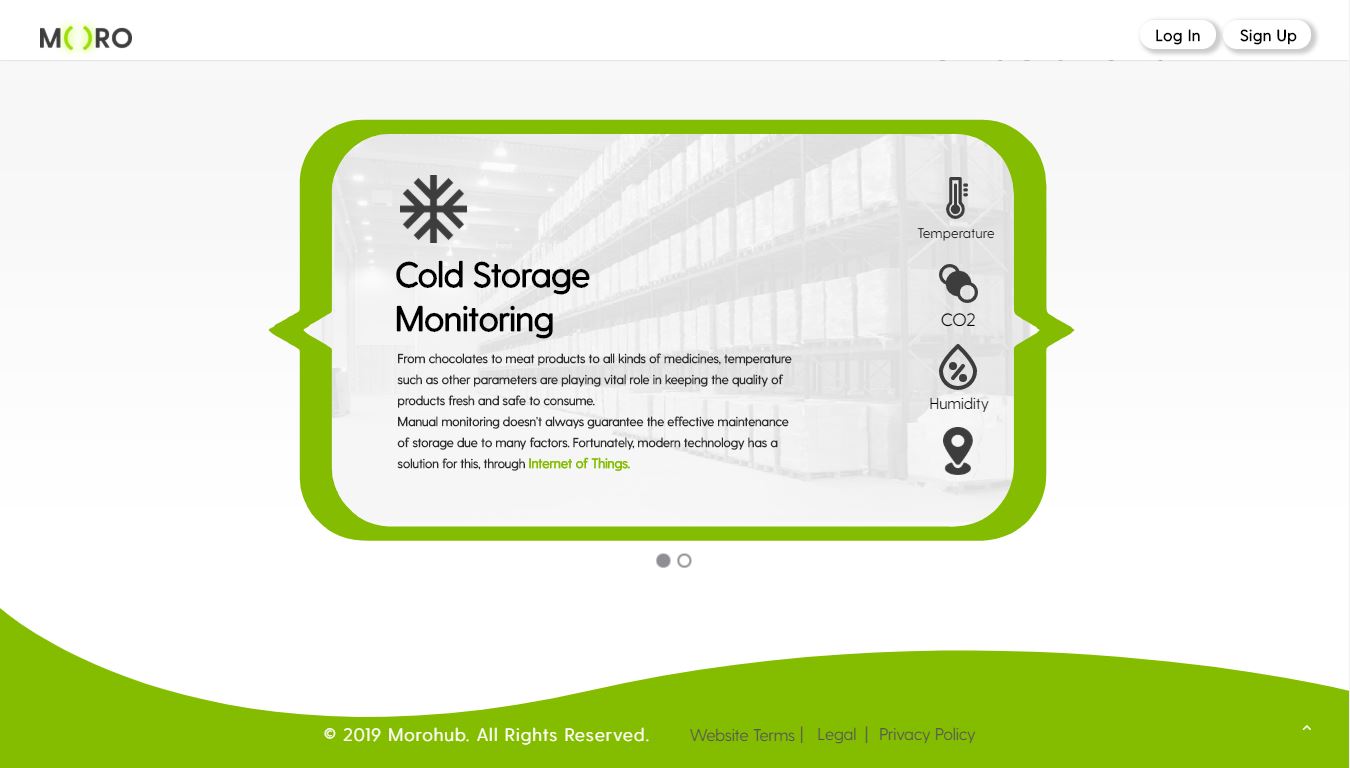 MORO
Log In
Sign Up
Temperature
Cold Storage
Monitoring
CO2
From chocolates to meat products to all kinds of medicines, temperature
such as other parameters are playing vital role in keeping the quality of
products fresh and safe to consume.
Manual monitoring doesn't always guarantee the effective maintenance
of storage due to many factors. Fortunately, modern technology has a
solution for this, through Internet of Things.
Humidity
© 2019 Morohub. All Rights Reserved.
Website Terms | Legal | Privacy Policy